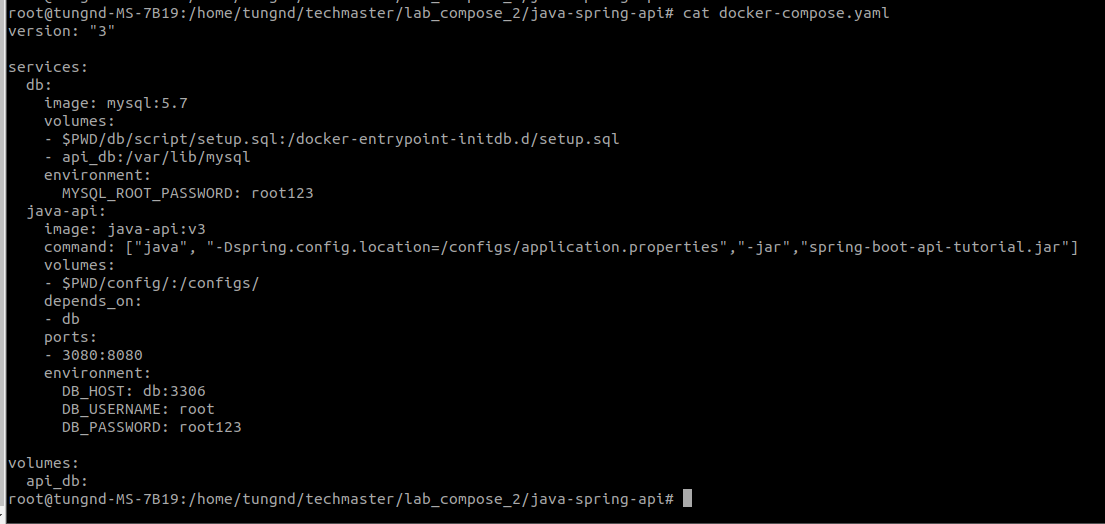 root@tungnd-MS-7B19:/home/tungnd/techmaster/lab_compose_2/java-spring-api# cat docker-compose.yaml
version: "3"

services:
  db:
    image: mysql:5.7
    volumes:
    - $PWD/db/script/setup.sql:/docker-entrypoint-initdb.d/setup.sql
    - api_db:/var/lib/mysql
    environment:
      MYSQL_ROOT_PASSWORD: root123
  java-api:
    image: java-api:v3
    command: ["java", "-Dspring.config.location=/configs/application.properties","-jar","spring-boot-api-tutorial.jar"]
    volumes:
    - $PWD/config/:/configs/
    depends_on:
    - db
    ports:
    - 3080:8080
    environment:
      DB_HOST: db:3306
      DB_USERNAME: root
      DB_PASSWORD: root123

volumes:
  api_db:
root@tungnd-MS-7B19:/home/tungnd/techmaster/lab_compose_2/java-spring-api#